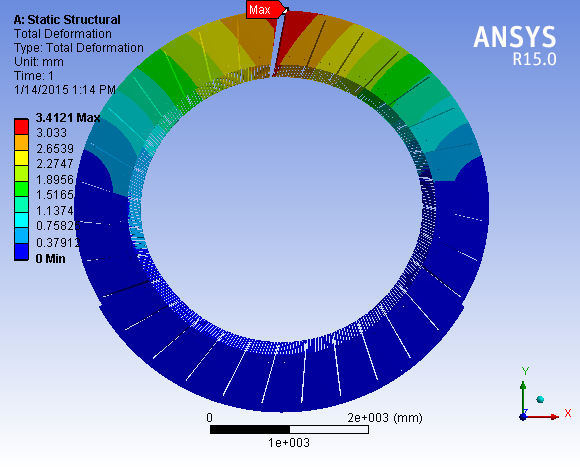 A: Static Structural
Total Deformation
Type: Total Deformation
Unit: mm
Time: 1
1/14/2015 1:14 PM
Max
ANSYS
R15.0
3.4121 Max
3.033
2.6539
2.2747
1.8956
1.5165
1.1374
0.7582
0.37912
0 Min
0
2e+003 (mm)
1e+003
Y
X